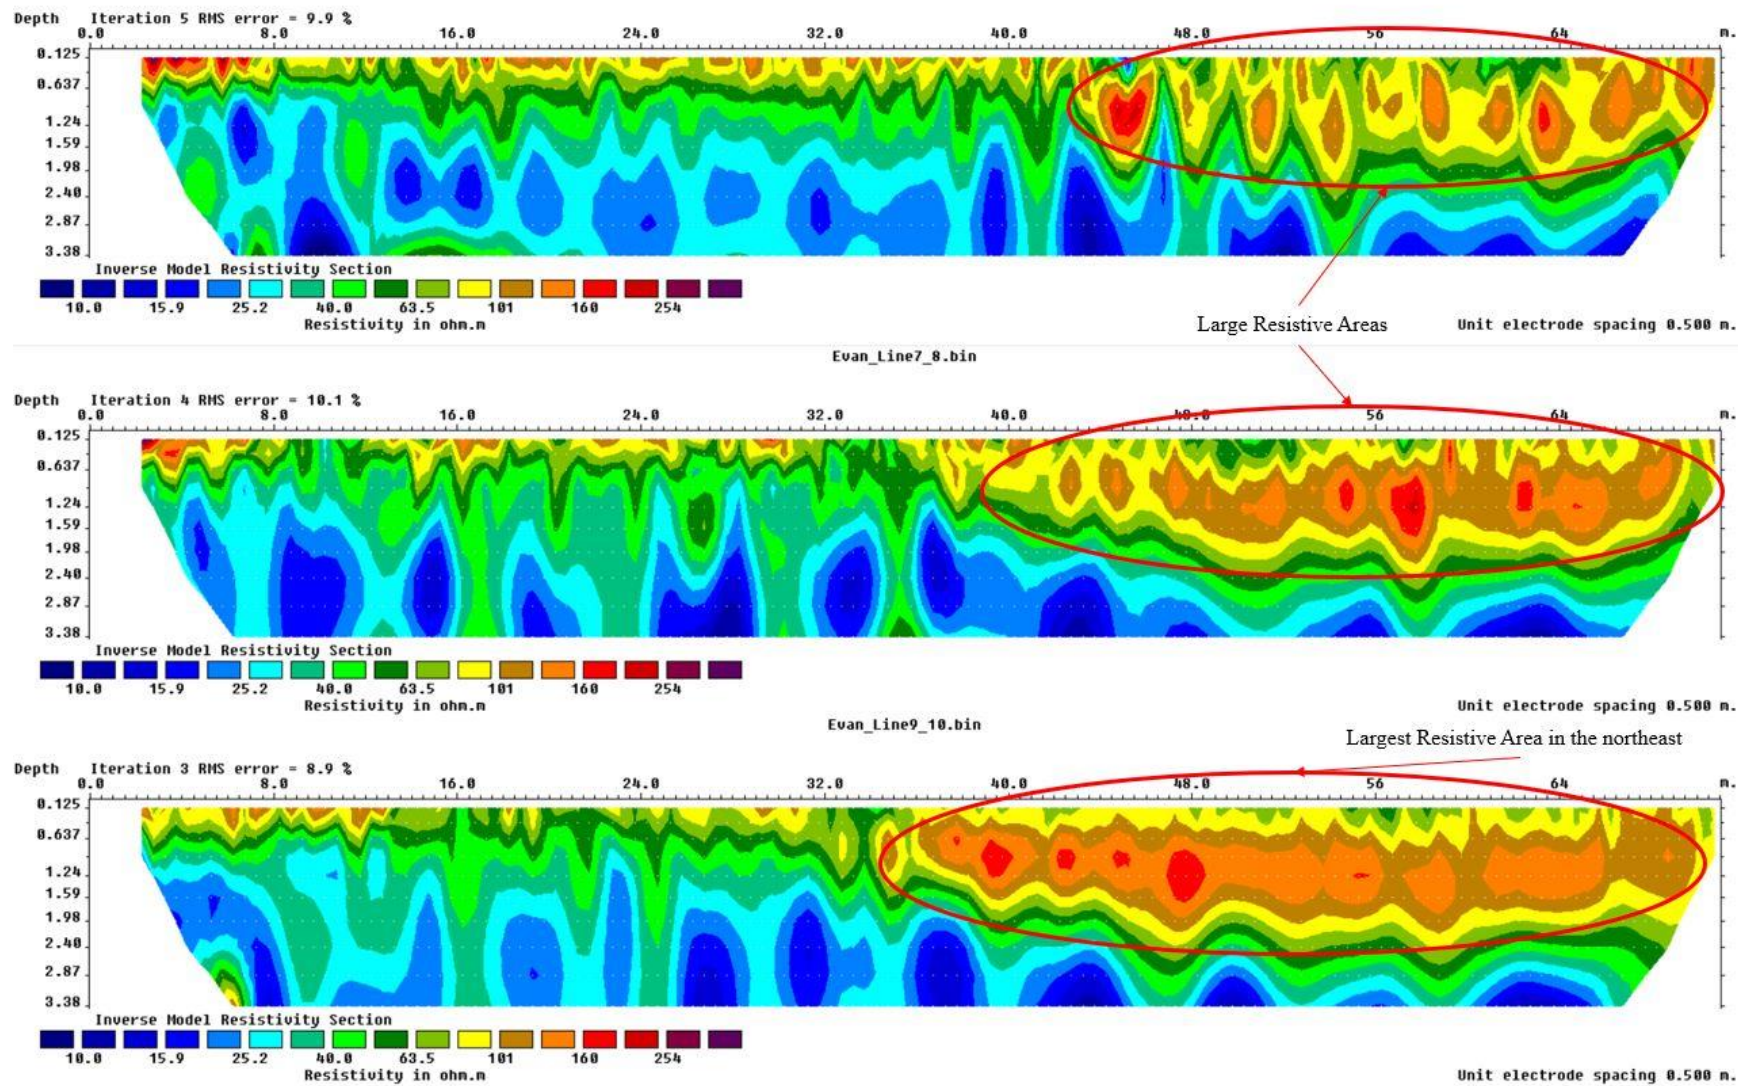 Depth Iteration 5 RMS error = 9.9 %
0.0 8.0 16.0 24.0 32.0 40.0 48.0 56 64 m.
0.125
0.637
1.24
1.59
1.98
2.40
2.87
3.38
Inverse Model Resistivity Section
10.0 15.9 25.2 40.0 63.5 101 160 254
Resistivity in ohm.m
Large Resistive Areas
Unit electrode spacing 0.500 m.
Evan_Line7_8.bin
Depth Iteration 4 RMS error = 10.1 %
0.0 8.0 16.0 24.0 32.0 40.0 48.0 56 64 m.
0.125
0.637
1.24
1.59
1.98
2.40
2.87
3.38
Inverse Model Resistivity Section
10.0 15.9 25.2 40.0 63.5 101 160 254
Resistivity in ohm.m
Unit electrode spacing 0.500 m.
Evan_Line9_10.bin
Largest Resistive Area in the northeast
Depth Iteration 3 RMS error = 8.9 %
0.0 8.0 16.0 24.0 32.0 40.0 48.0 56 64 m.
0.125
0.637
1.24
1.59
1.98
2.40
2.87
3.38
Inverse Model Resistivity Section
10.0 15.9 25.2 40.0 63.5 101 160 254
Resistivity in ohm.m
Unit electrode spacing 0.500 m.